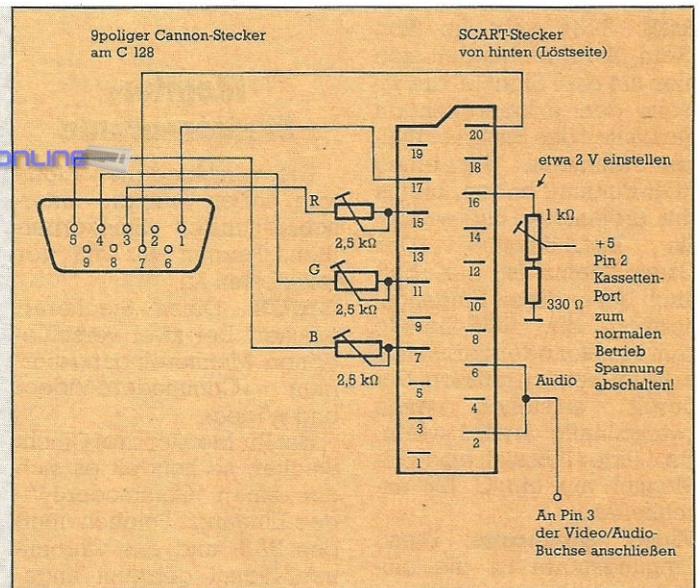 9poliger Cannon-Stecker
am C 128
SCART-Stecker
von hinten (Löstseite)
online
etwa 2 V einstellen
20
19
18
17
16
15
14
13
12
11
10
9
8
7
6
5
4
3
2
1
R
2,5 kΩ
G
2,5 kΩ
B
2,5 kΩ
5 4 3 2 1
9 8 7 6
1 kΩ
+5
Pin 2
Kassetten-
Port
zum
normalen
Betrieb
Spannung
abschalten!
330 Ω
Audio
An Pin 3
der Video/Audio-
Buchse anschließen